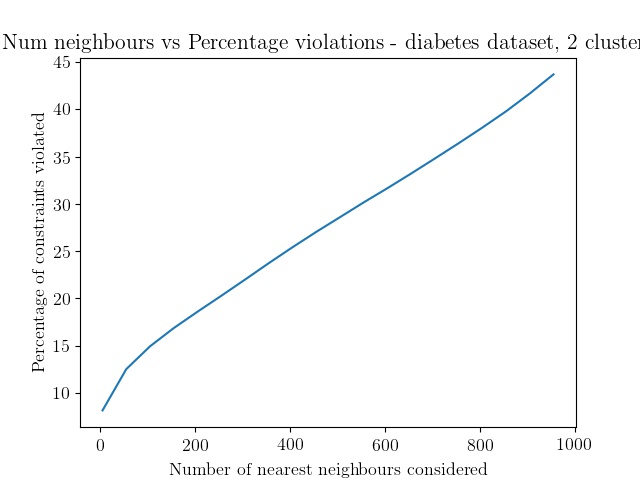 Num neighbours vs Percentage violations - diabetes dataset, 2 cluster
45
40
35
30
25
20
15
10
Percentage of constraints violated
0 200 400 600 800 1000
Number of nearest neighbours considered